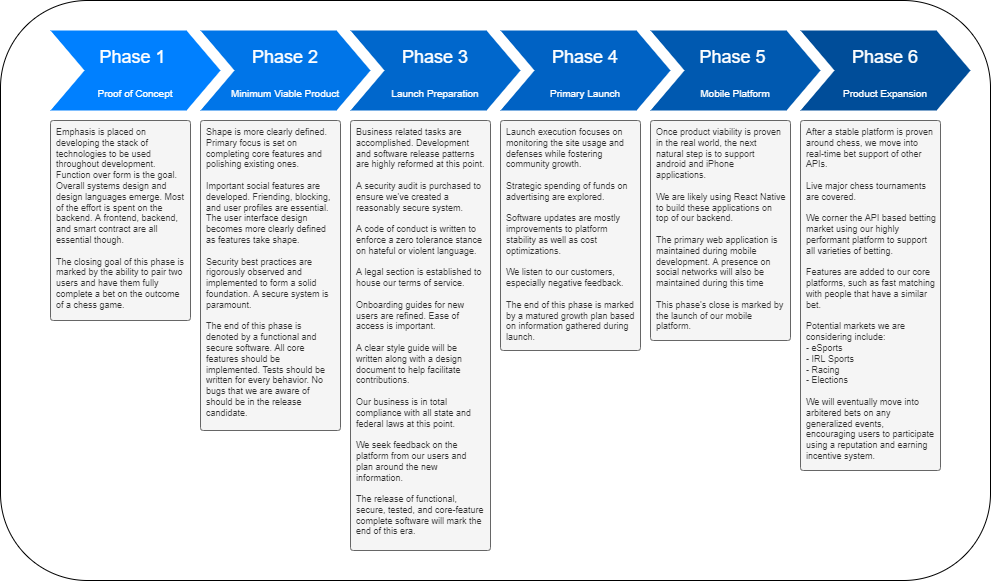 Phase 1
Proof of Concept
Phase 2
Minimum Viable Product
Phase 3
Launch Preparation
Phase 4
Primary Launch
Phase 5
Mobile Platform
Phase 6
Product Expansion
Emphasis is placed on
developing the stack of
technologies to be used
throughout development.
Function over form is the goal.
Overall systems design and
design languages emerge. Most
of the effort is spent on the
backend. A frontend, backend,
and smart contract are all
essential though.
The closing goal of this phase is
marked by the ability to pair two
users and have them fully
complete a bet on the outcome
of a chess game.
Shape is more clearly defined.
Primary focus is set on
completing core features and
polishing existing ones.
Important social features are
developed. Friending, blocking,
and user profiles are essential.
The user interface design
becomes more clearly defined
as features take shape.
Security best practices are
rigorously observed and
implemented to form a solid
foundation. A secure system is
paramount.
The end of this phase is
denoted by a functional and
secure software. All core
features should be
implemented. Tests should be
written for every behavior. No
bugs that we are aware of
should be in the release
candidate.
Business related tasks are
accomplished. Development
and software release patterns
are highly reformed at this point.
A security audit is purchased to
ensure we've created a
reasonably secure system.
A code of conduct is written to
enforce a zero tolerance stance
on hateful or violent language.
A legal section is established to
house our terms of service.
Onboarding guides for new
users are refined. Ease of
access is important.
A clear style guide will be
written along with a design
document to help facilitate
contributions.
Our business is in total
compliance with all state and
federal laws at this point.
We seek feedback on the
platform from our users and
plan around the new
information.
The release of functional,
secure, tested, and core-feature
complete software will mark the
end of this era.
Launch execution focuses on
monitoring the site usage and
defenses while fostering
community growth.
Strategic spending of funds on
advertising are explored.
Software updates are mostly
improvements to platform
stability as well as cost
optimizations.
We listen to our customers,
especially negative feedback.
The end of this phase is marked
by a matured growth plan based
on information gathered during
launch.
Once product viability is proven
in the real world, the next
natural step is to support
android and iPhone
applications.
We are likely using React Native
to build these applications on
top of our backend.
The primary web application is
maintained during mobile
development. A presence on
social networks will also be
maintained during this time
This phase's close is marked by
the launch of our mobile
platform.
After a stable platform is proven
around chess, we move into
real-time bet support of other
APIs.
Live major chess tournaments
are covered.
We corner the API based betting
market using our highly
performant platform to support
all varieties of betting.
Features are added to our core
platforms, such as fast matching
with people that have a similar
bet.
Potential markets we are
considering include:
- eSports
- IRL Sports
- Racing
- Elections
We will eventually move into
arbitered bets on any
generalized events,
encouraging users to participate
using a reputation and earning
incentive system.